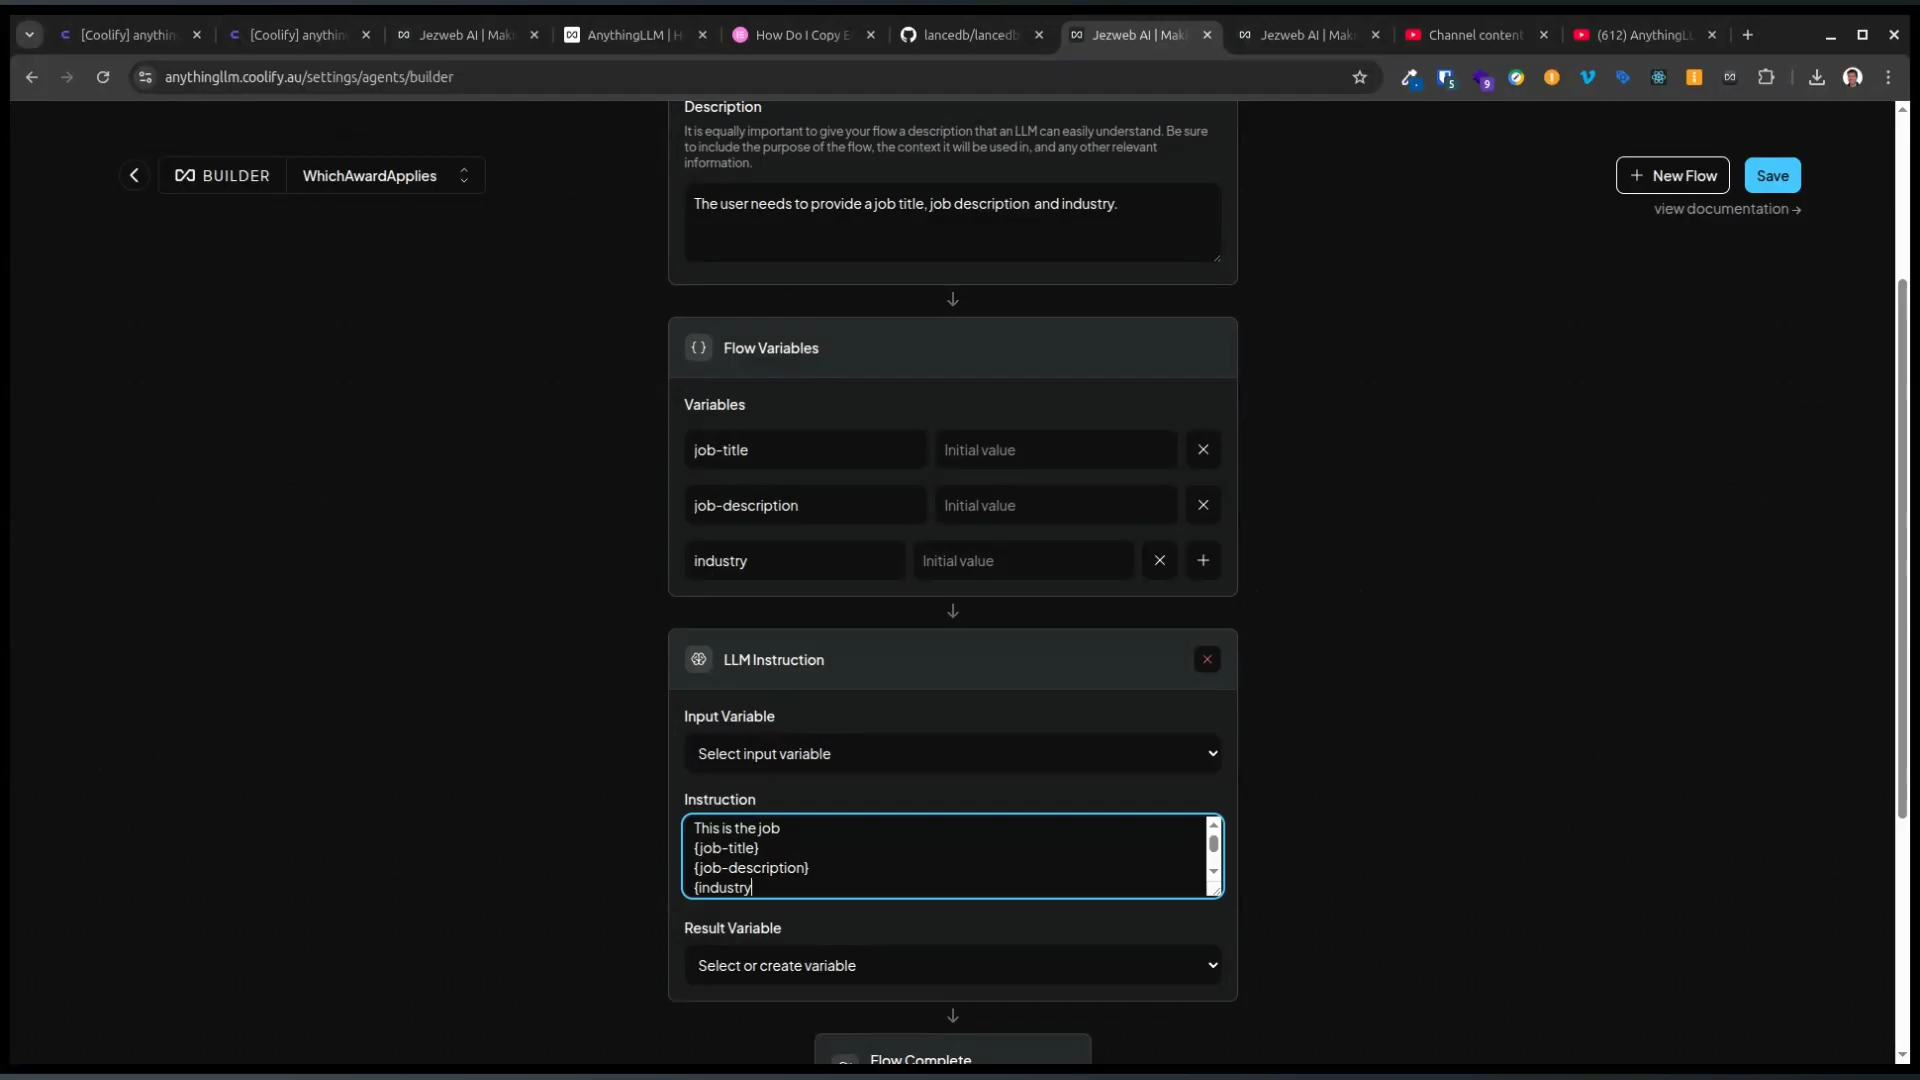 [Coolify] anythin
[Coolify] anythin
Jezweb AI | Mak
AnythingLLM | H
How Do I Copy E
lancedb/lancedb
Jezweb AI | Mak
Jezweb AI | Mak
Channel content
(612) AnythingLL
anythingllm.coolify.au/settings/agents/builder
5
9
Description
It is equally important to give your flow a description that an LLM can easily understand. Be sure
to include the purpose of the flow, the context it will be used in, and any other relevant
information.
BUILDER
WhichAwardApplies
New Flow
Save
view documentation →
The user needs to provide a job title, job description and industry.
Flow Variables
Variables
job-title
Initial value
job-description
Initial value
industry
Initial value
LLM Instruction
Input Variable
Select input variable
Instruction
This is the job
{job-title}
{job-description}
{industry
Result Variable
Select or create variable
Flow Complete